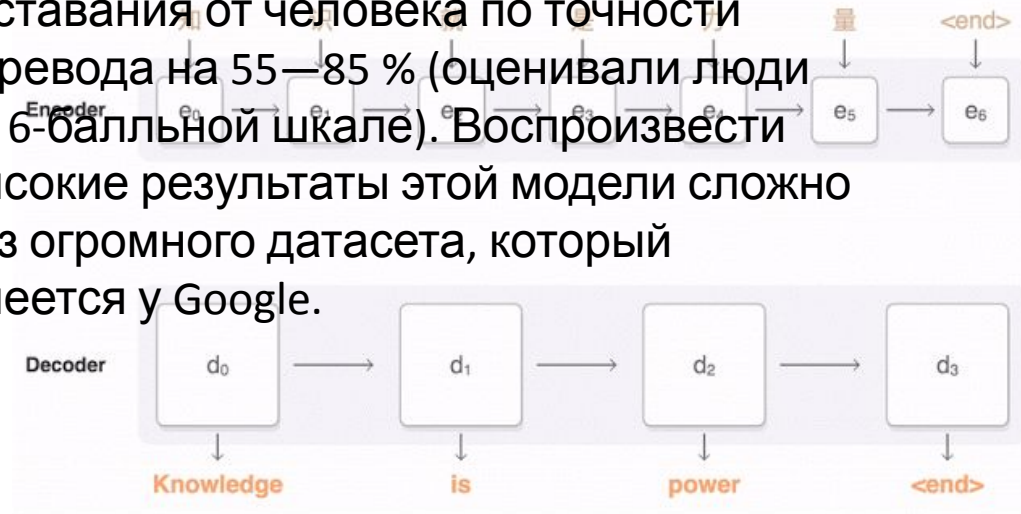 ставания от человека по точности
量 <end>
ревода на 55—85 % (оценивали люди
Encoder e₀ e₁ e₂ e₃ e₄ e₅ e₆
6-балльной шкале). Воспроизвести
сокие результаты этой модели сложно
з огромного датасета, который
еется у Google.
Decoder d₀ d₁ d₂ d₃
Knowledge is power <end>